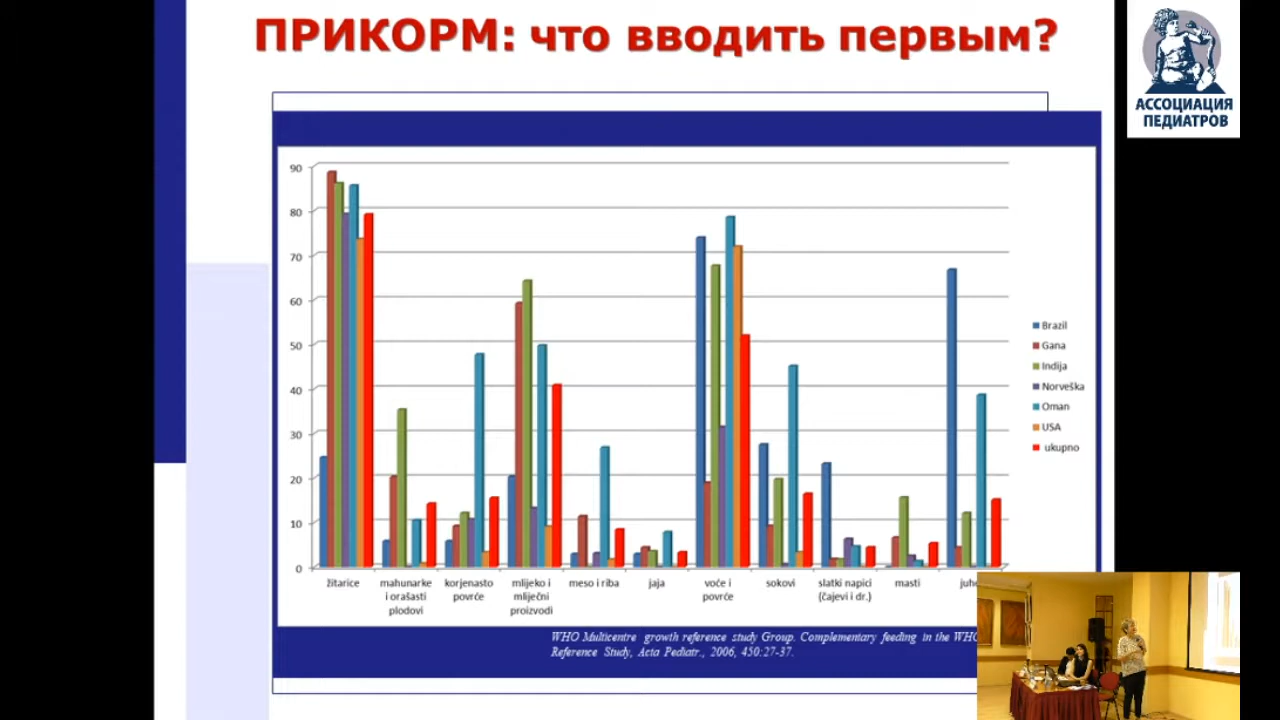 ПРИКОРМ: что вводить первым?
АССОЦИАЦИЯ
ПЕДИАТРОВ
90
80
70
60
50
40
30
20
10
0
žitarice
mahunarke
i orašasti
plodovi
korjenasto
povrće
mlijeko i
mliječni
proizvodi
meso i riba
jaja
voće i
povrće
sokovi
slatki napici
(čajevi i dr.)
masti
Brazil
Gana
Indija
Norveška
Oman
USA
ukupno
WHO Multicentre growth reference study Group. Complementary feeding in the WHO
Reference Study, Acta Pediatr., 2006, 450:27-37.